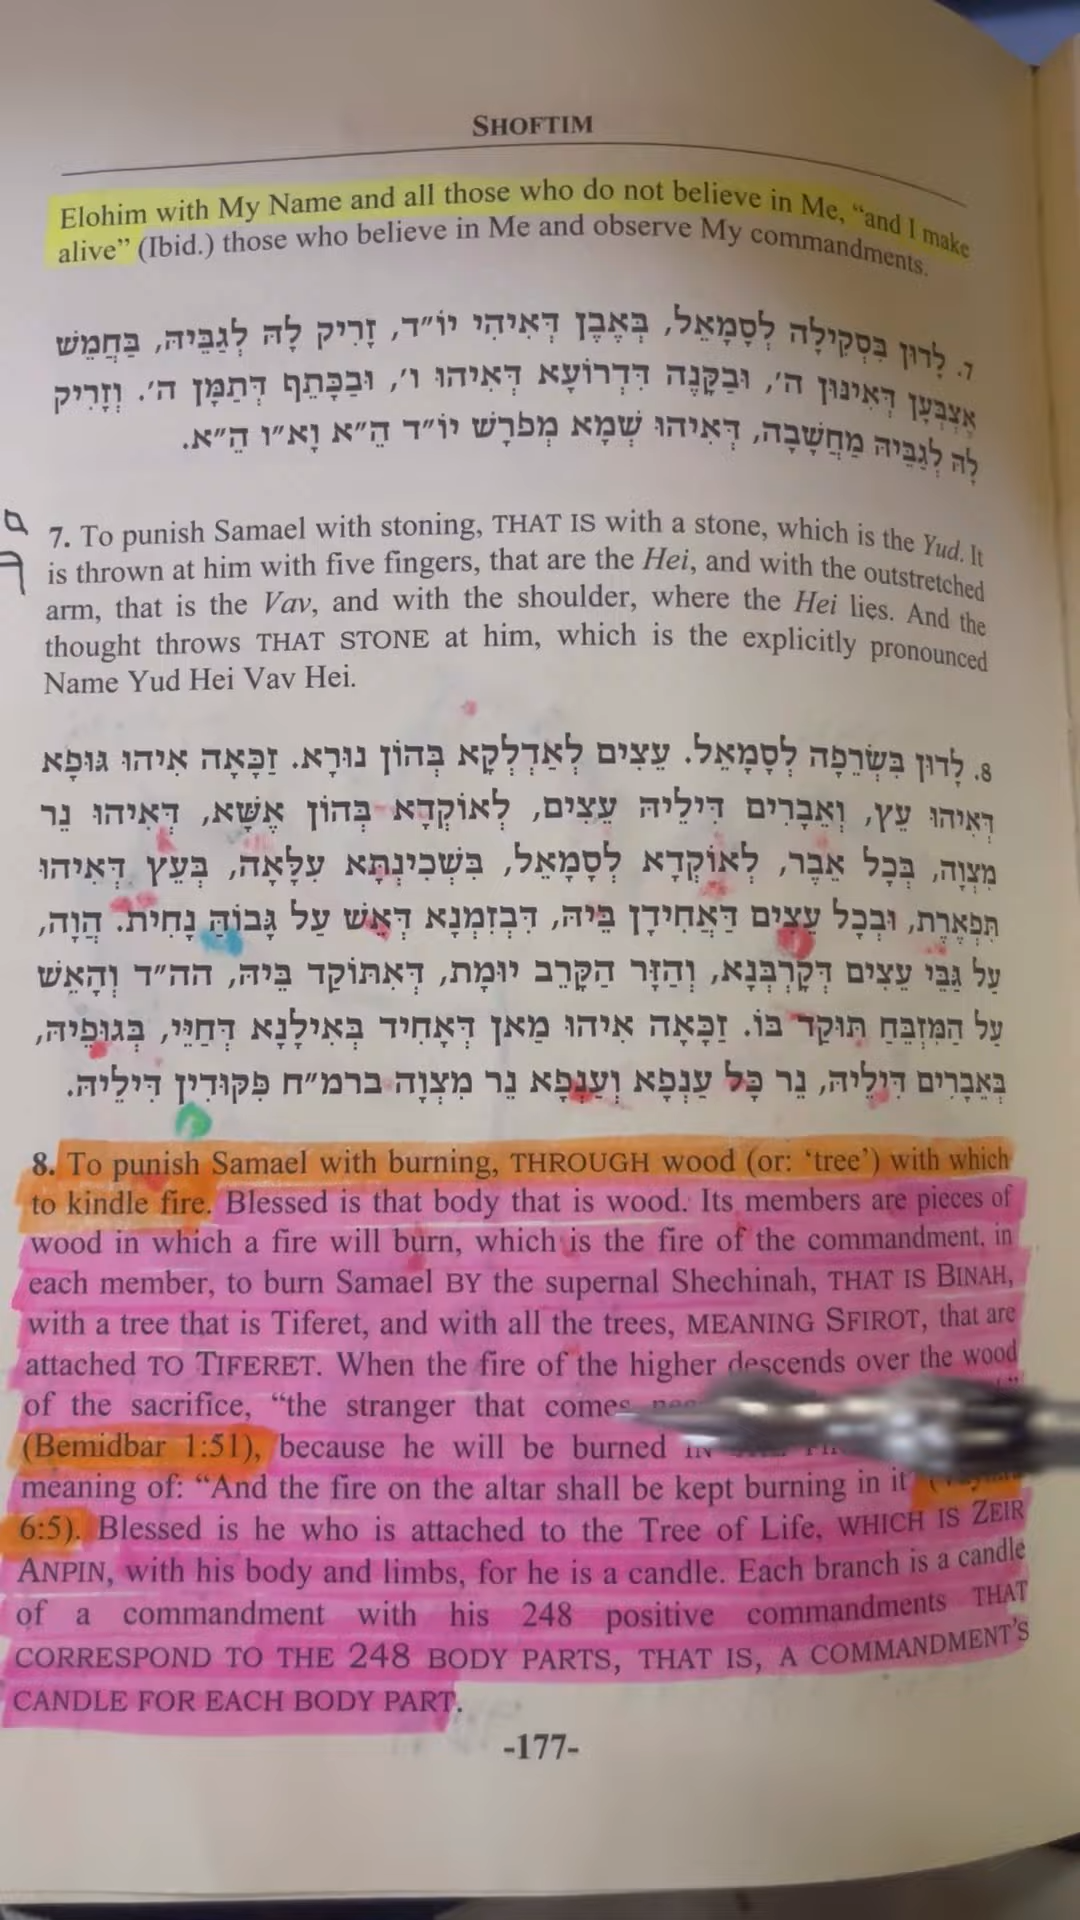 SHOFTIM
Elohim with My Name and all those who do not believe in Me, “and I make
alive” (Ibid.) those who believe in Me and observe My commandments.
7. לָדוּן בִּסְקִילָה לְסָמָאֵל, בְּאֶבֶן דְּאִיהִי יוֹ״ד, זָרִיק לָהּ לְגַבֵּיהּ, בַּחֲמֵשׁ
אֶצְבְּעָן דְּאִינּוּן ה׳, וּבַקָּנֶה דִּדְרוֹעָא דְּאִיהוּ ו׳, וּבַכָּתֵף דְּתַמָּן ה׳. וְזָרִיק
לָהּ לְגַבֵּיהּ מַחֲשָׁבָה, דְּאִיהוּ שְׁמָא מְפֹרָשׁ יוֹ״ד הֵ״א וָא״ו הֵ״א.
7. To punish Samael with stoning, THAT IS with a stone, which is the Yud. It
is thrown at him with five fingers, that are the Hei, and with the outstretched
arm, that is the Vav, and with the shoulder, where the Hei lies. And the
thought throws THAT STONE at him, which is the explicitly pronounced
Name Yud Hei Vav Hei.
8. לָדוּן בִּשְׂרֵפָה לְסָמָאֵל. עֵצִים לְאַדְלְקָא בְּהוֹן נוּרָא. זַכָּאָה אִיהוּ גּוּפָא
דְּאִיהוּ עֵץ, וְאֵבָרִים דִּילֵיהּ עֵצִים, לְאוֹקְדָא בְּהוֹן אֶשָּׁא, דְּאִיהוּ נֵר
מִצְוָה, בְּכָל אֵבָר, לְאוֹקְדָא לְסָמָאֵל, בִּשְׁכִינְתָּא עִלָּאָה, בְּעֵץ דְּאִיהוּ
תִּפְאֶרֶת, וּבְכָל עֵצִים דַּאֲחִידָן בֵּיהּ, דִּבְזִמְנָא דְּאֵשׁ עַל גָּבוֹהַּ נָחִית. הֲוָה,
עַל גַּבֵּי עֵצִים דְּקָרְבְּנָא, וְהַזָּר הַקָּרֵב יוּמָת, דְּאִתּוֹקַד בֵּיהּ, הה״ד וְהָאֵשׁ
עַל הַמִּזְבֵּחַ תּוּקַד בּוֹ. זַכָּאָה אִיהוּ מַאן דְּאָחִיד בְּאִילָנָא דְּחַיֵּי, בְּגוּפֵיהּ,
בְּאֵבָרִים דִּילֵיהּ, נֵר כָּל עַנְפָא וְעַנְפָא נֵר מִצְוָה ברמ״ח פִּקּוּדִין דִּילֵיהּ.
8. To punish Samael with burning, THROUGH wood (or: ‘tree’) with which
to kindle fire. Blessed is that body that is wood. Its members are pieces of
wood in which a fire will burn, which is the fire of the commandment, in
each member, to burn Samael BY the supernal Shechinah, THAT IS BINAH,
with a tree that is Tiferet, and with all the trees, MEANING SFIROT, that are
attached TO TIFERET. When the fire of the higher descends over the wood
of the sacrifice, “the stranger that comes
(Bemidbar 1:51), because he will be burned IN
meaning of: “And the fire on the altar shall be kept burning in it
6:5). Blessed is he who is attached to the Tree of Life, WHICH IS ZEIR
ANPIN, with his body and limbs, for he is a candle. Each branch is a candle
of a commandment with his 248 positive commandments THAT
CORRESPOND TO THE 248 BODY PARTS, THAT IS, A COMMANDMENT’S
CANDLE FOR EACH BODY PART.
-177-